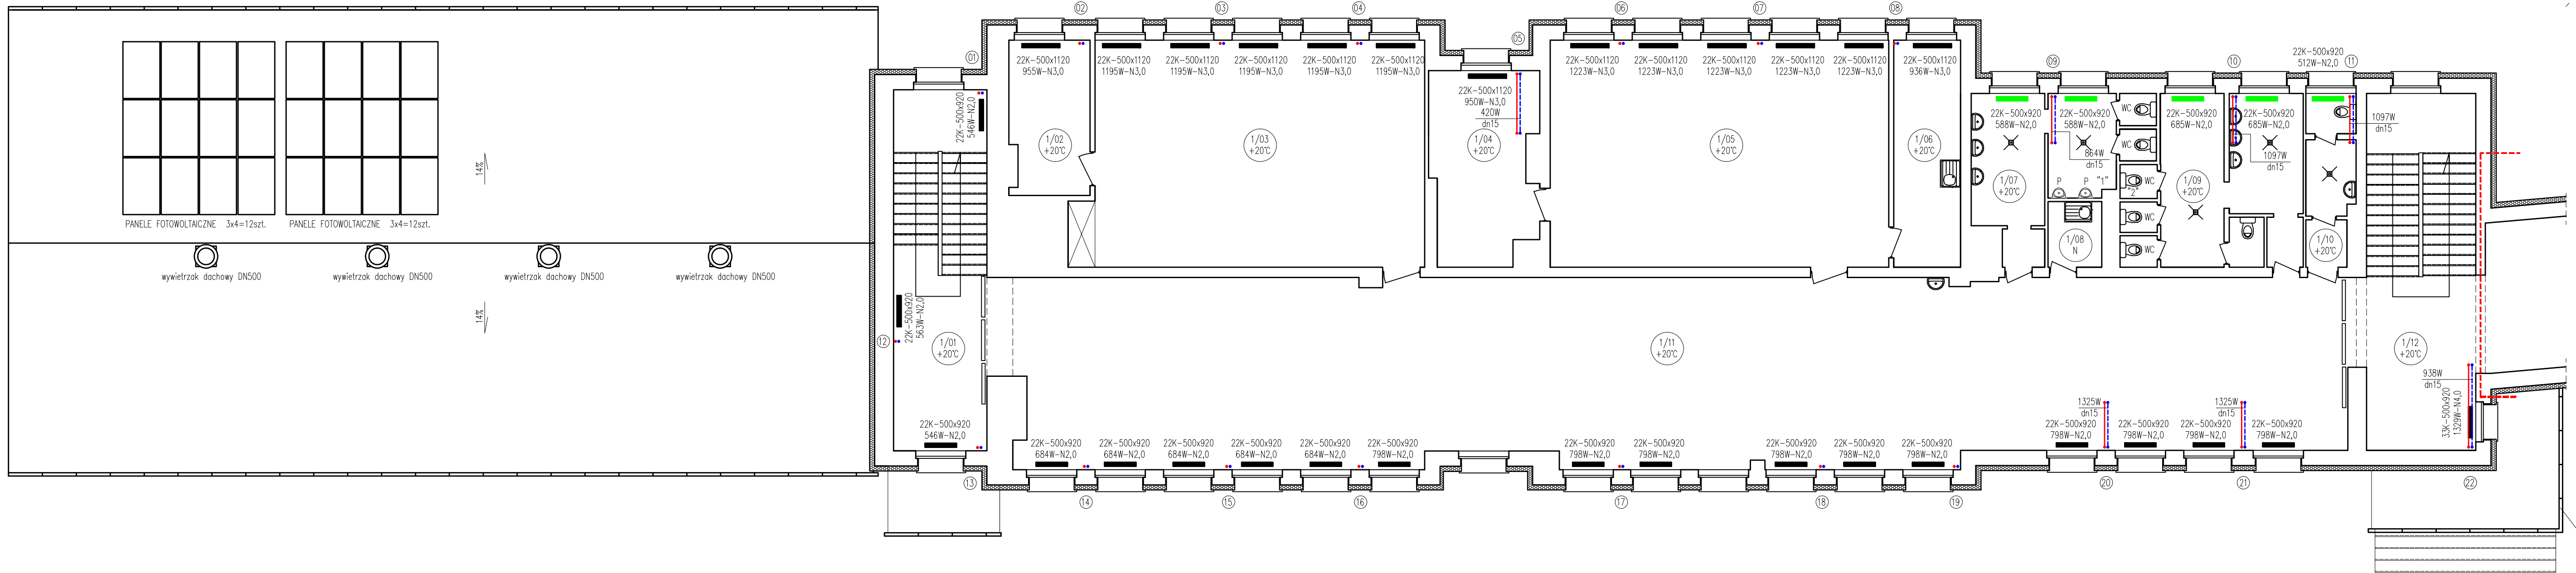 02
03
04
06
07
08
01
05
09
10
22K-500x920
512W-N2,0
11
22K-500x1120
955W-N3,0
22K-500x1120
1195W-N3,0
22K-500x1120
1195W-N3,0
22K-500x1120
1195W-N3,0
22K-500x1120
1195W-N3,0
22K-500x1120
1195W-N3,0
22K-500x1120
950W-N3,0
420W
dn15
22K-500x1120
1223W-N3,0
22K-500x1120
1223W-N3,0
22K-500x1120
1223W-N3,0
22K-500x1120
1223W-N3,0
22K-500x1120
1223W-N3,0
22K-500x1120
936W-N3,0
22K-500x920
546W-N2,0
22K-500x920
588W-N2,0
22K-500x920
588W-N2,0
864W
dn15
WC
WC
22K-500x920
685W-N2,0
22K-500x920
685W-N2,0
1097W
dn15
1097W
dn15
1/02
+20°C
1/03
+20°C
1/04
+20°C
1/05
+20°C
1/06
+20°C
1/07
+20°C
P
P
"1"
"2"
WC
WC
WC
1/08
N
1/09
+20°C
1/10
+20°C
14%
PANELE FOTOWOLTAICZNE 3x4=12szt.
PANELE FOTOWOLTAICZNE 3x4=12szt.
wywietrzak dachowy DN500
wywietrzak dachowy DN500
wywietrzak dachowy DN500
wywietrzak dachowy DN500
14%
12
22K-500x920
563W-N2,0
1/01
+20°C
1/11
+20°C
1/12
+20°C
938W
dn15
33K-500x920
1329W-N4,0
1325W
dn15
1325W
dn15
22K-500x920
546W-N2,0
22K-500x920
684W-N2,0
22K-500x920
684W-N2,0
22K-500x920
684W-N2,0
22K-500x920
684W-N2,0
22K-500x920
684W-N2,0
22K-500x920
798W-N2,0
22K-500x920
798W-N2,0
22K-500x920
798W-N2,0
22K-500x920
798W-N2,0
22K-500x920
798W-N2,0
22K-500x920
798W-N2,0
22K-500x920
798W-N2,0
22K-500x920
798W-N2,0
22K-500x920
798W-N2,0
22K-500x920
798W-N2,0
13
14
15
16
17
18
19
20
21
22